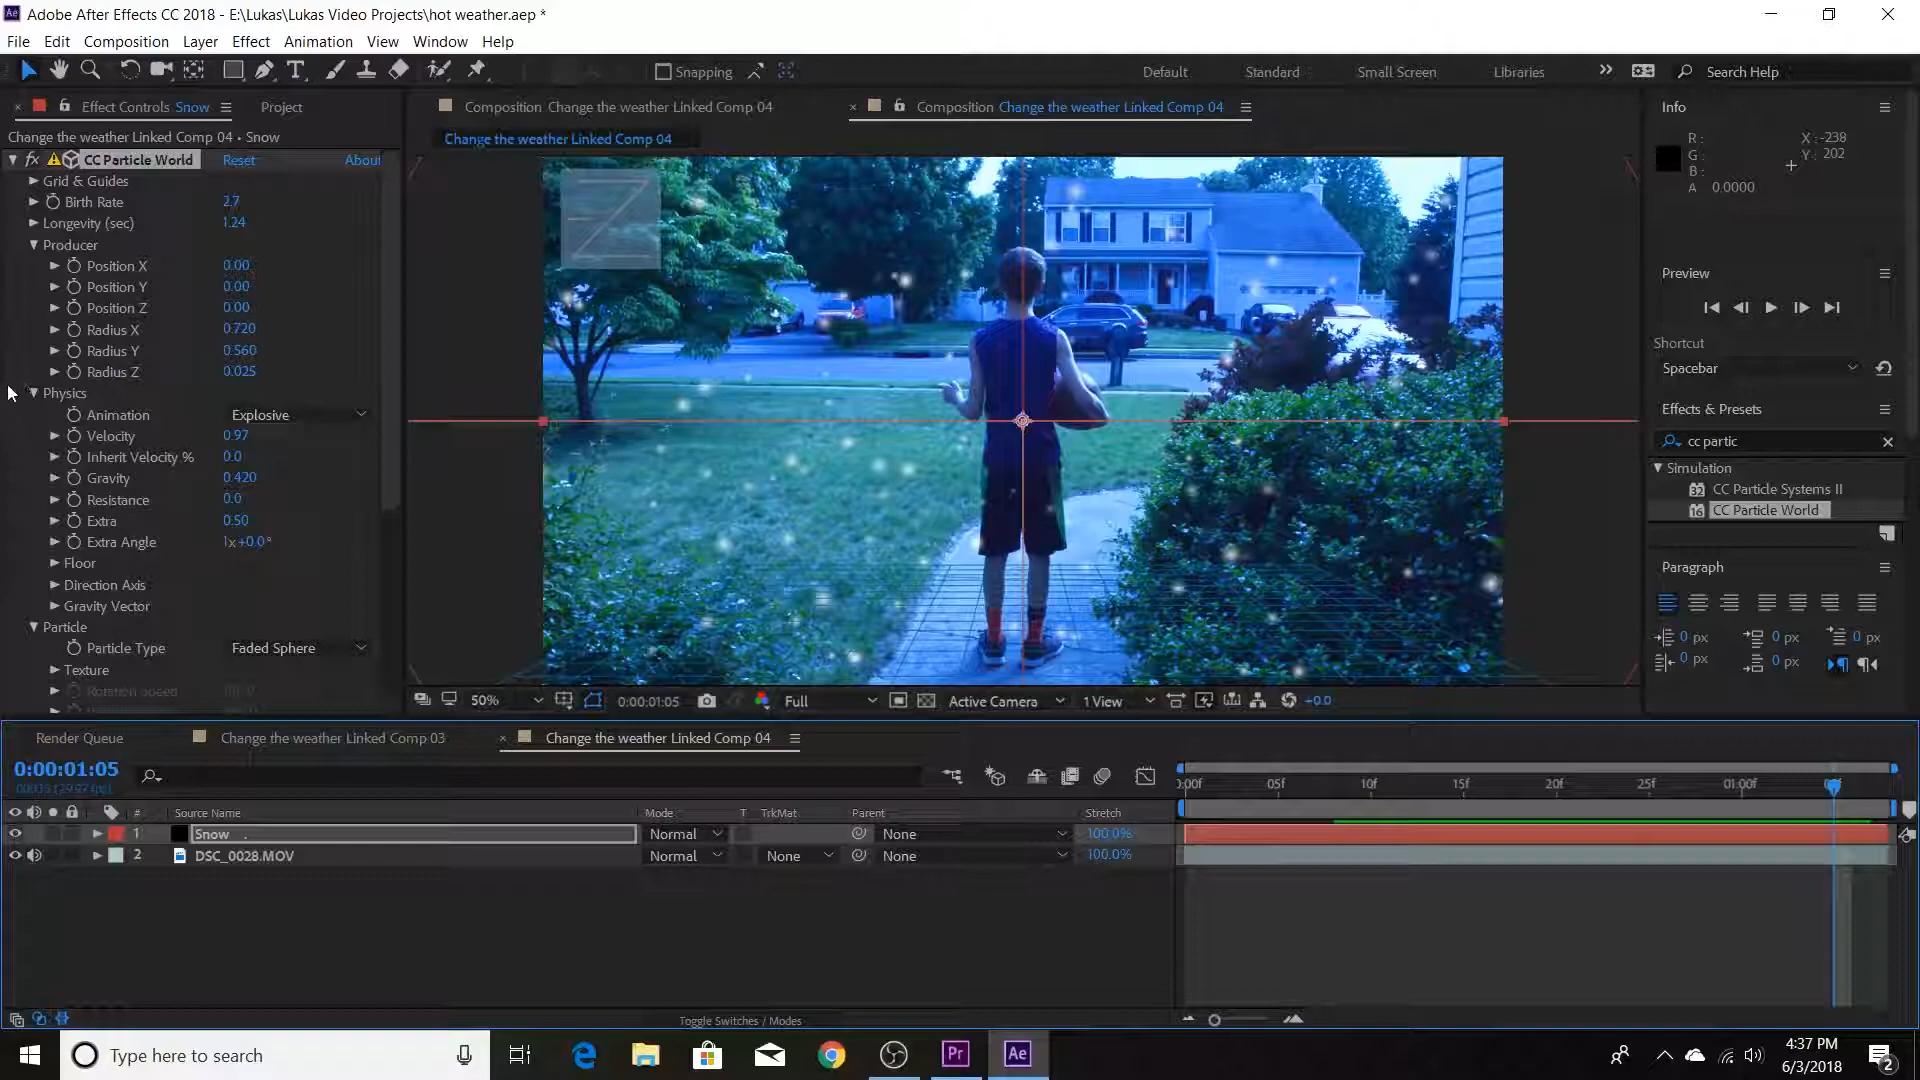 Adobe After Effects CC 2018 - E:\Lukas\Lukas Video Projects\hot weather.aep *
File Edit Composition Layer Effect Animation View Window Help
Snapping
Default Standard Small Screen Libraries Search Help
Effect Controls Snow Project
Composition Change the weather Linked Comp 04
Composition Change the weather Linked Comp 04
Info
Change the weather Linked Comp 04 • Snow
Change the weather Linked Comp 04
R :
G :
B :
A 0.0000
X : -238
Y : 202
fx CC Particle World Reset About
Grid & Guides
Birth Rate 2.7
Longevity (sec) 1.24
Producer
Position X 0.00
Position Y 0.00
Position Z 0.00
Radius X 0.720
Radius Y 0.560
Radius Z 0.025
Physics
Animation Explosive
Velocity 0.97
Inherit Velocity % 0.0
Gravity 0.420
Resistance 0.0
Extra 0.50
Extra Angle 1x+0.0°
Floor
Direction Axis
Gravity Vector
Particle
Particle Type Faded Sphere
Texture
Rotation Speed
Preview
Shortcut
Spacebar
Effects & Presets
cc partic
Simulation
32 CC Particle Systems II
16 CC Particle World
Paragraph
0 px 0 px 0 px
0 px 0 px
50% 0:00:01:05 Full Active Camera 1 View +0.0
Render Queue Change the weather Linked Comp 03 Change the weather Linked Comp 04
0:00:01:05
:00f 05f 10f 15f 20f 25f 01:00f
# Source Name Mode T TrkMat Parent Stretch
1 Snow Normal None 100.0%
2 DSC_0028.MOV Normal None None 100.0%
Toggle Switches / Modes
Type here to search
Pr
Ae
4:37 PM
6/3/2018
2